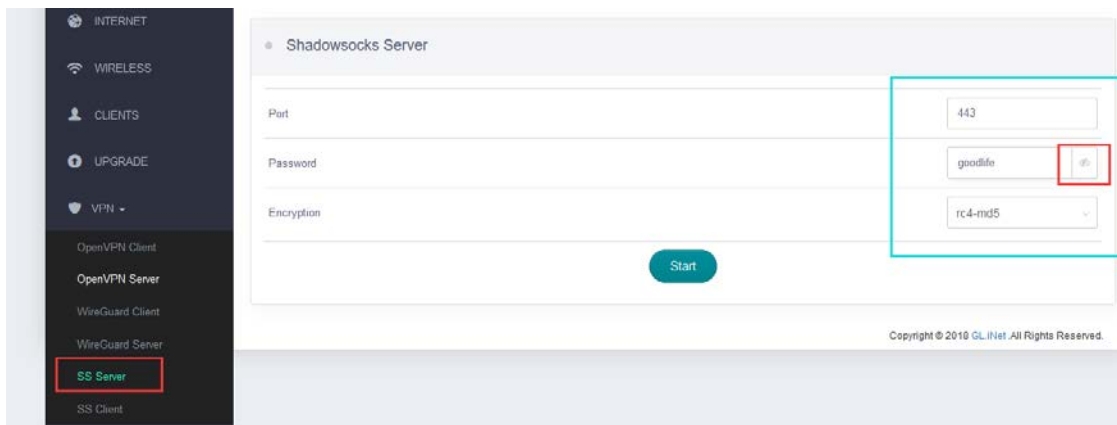 INTERNET
WIRELESS
CLIENTS
UPGRADE
VPN
OpenVPN Client
OpenVPN Server
WireGuard Client
WireGuard Server
SS Server
SS Client
Shadowsocks Server
Port 443
Password goodlife
Encryption rc4-md5
Start
Copyright © 2018 GL.iNet .All Rights Reserved.